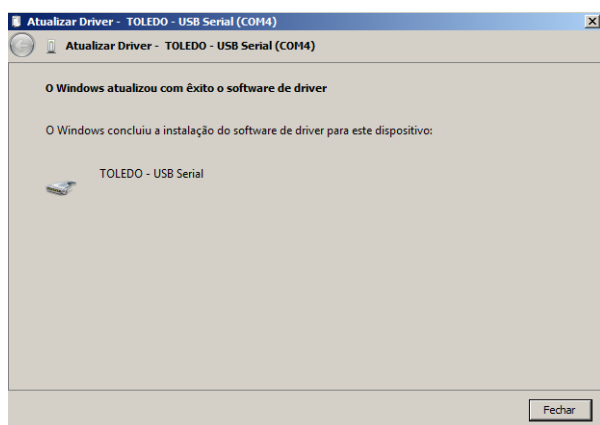 Atualizar Driver - TOLEDO - USB Serial (COM4)
Atualizar Driver - TOLEDO - USB Serial (COM4)
O Windows atualizou com êxito o software de driver
O Windows concluiu a instalação do software de driver para este dispositivo:
TOLEDO - USB Serial
Fechar